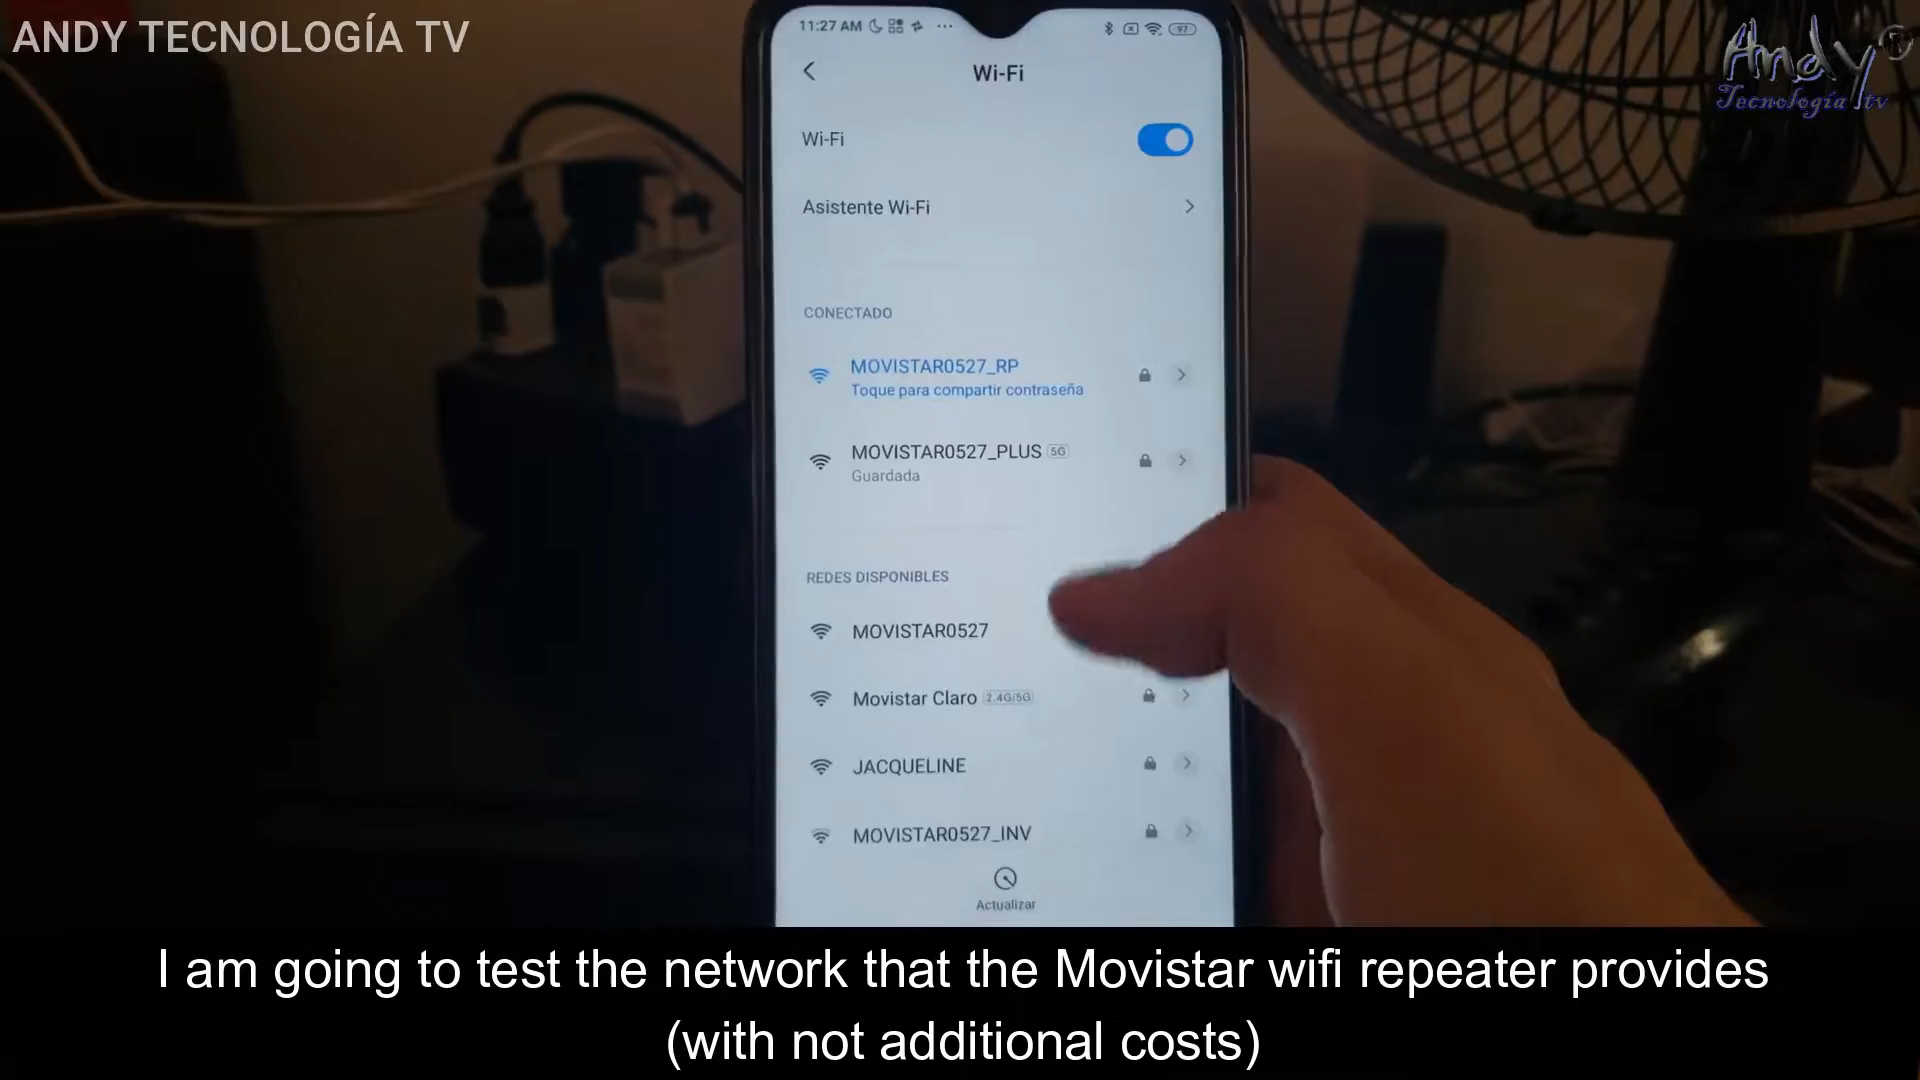 ANDY TECNOLOGÍA TV
Andy
Tecnología tv
11:27 AM
97
Wi-Fi
Wi-Fi
Asistente Wi-Fi
CONECTADO
MOVISTAR0527_RP
Toque para compartir contraseña
MOVISTAR0527_PLUS 5G
Guardada
REDES DISPONIBLES
MOVISTAR0527
Movistar Claro 2.4G/5G
JACQUELINE
MOVISTAR0527_INV
Actualizar
I am going to test the network that the Movistar wifi repeater provides
(with not additional costs)